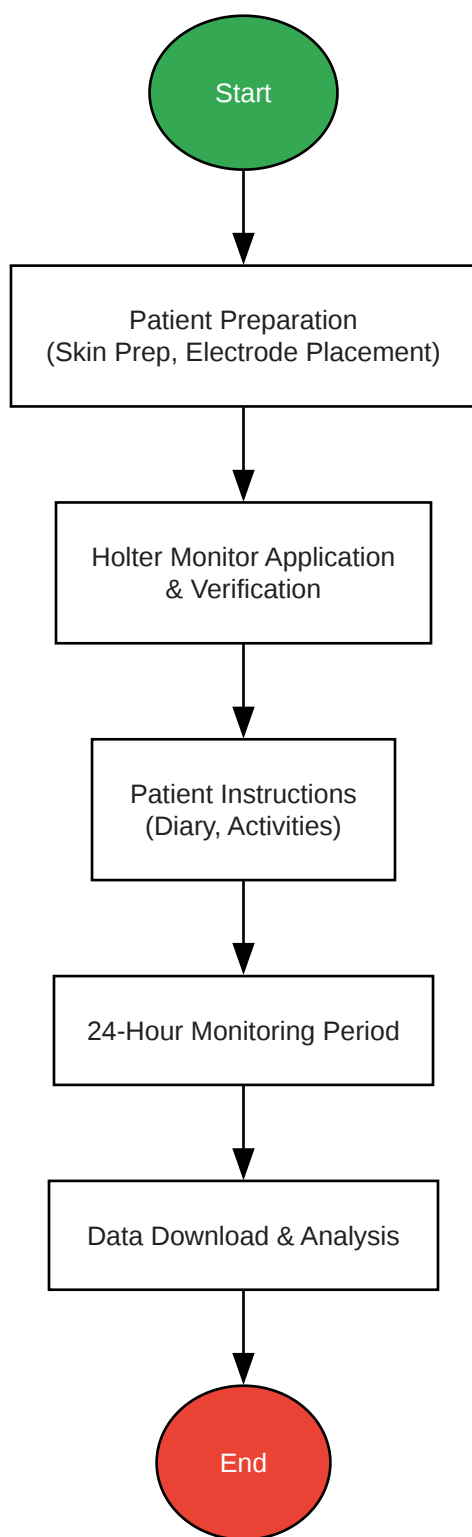 Start
Patient Preparation
(Skin Prep, Electrode Placement)
Holter Monitor Application
& Verification
Patient Instructions
(Diary, Activities)
24-Hour Monitoring Period
Data Download & Analysis
End